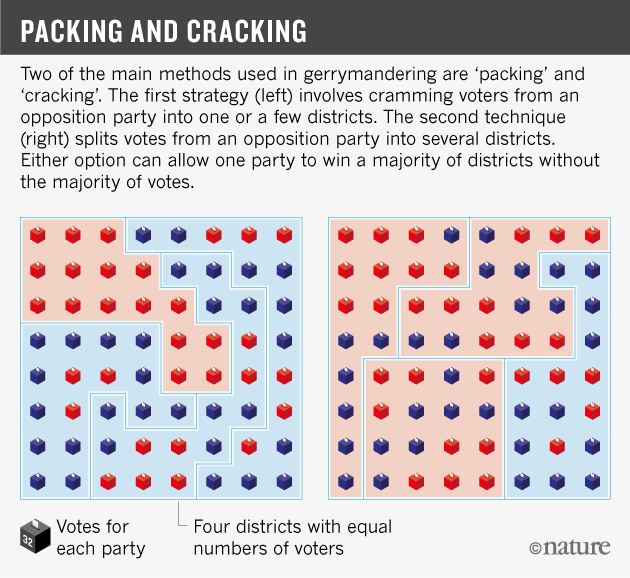 PACKING AND CRACKING
Two of the main methods used in gerrymandering are ‘packing’ and
‘cracking’. The first strategy (left) involves cramming voters from an
opposition party into one or a few districts. The second technique
(right) splits votes from an opposition party into several districts.
Either option can allow one party to win a majority of districts without
the majority of votes.
32
Votes for
each party
Four districts with equal
numbers of voters
©nature